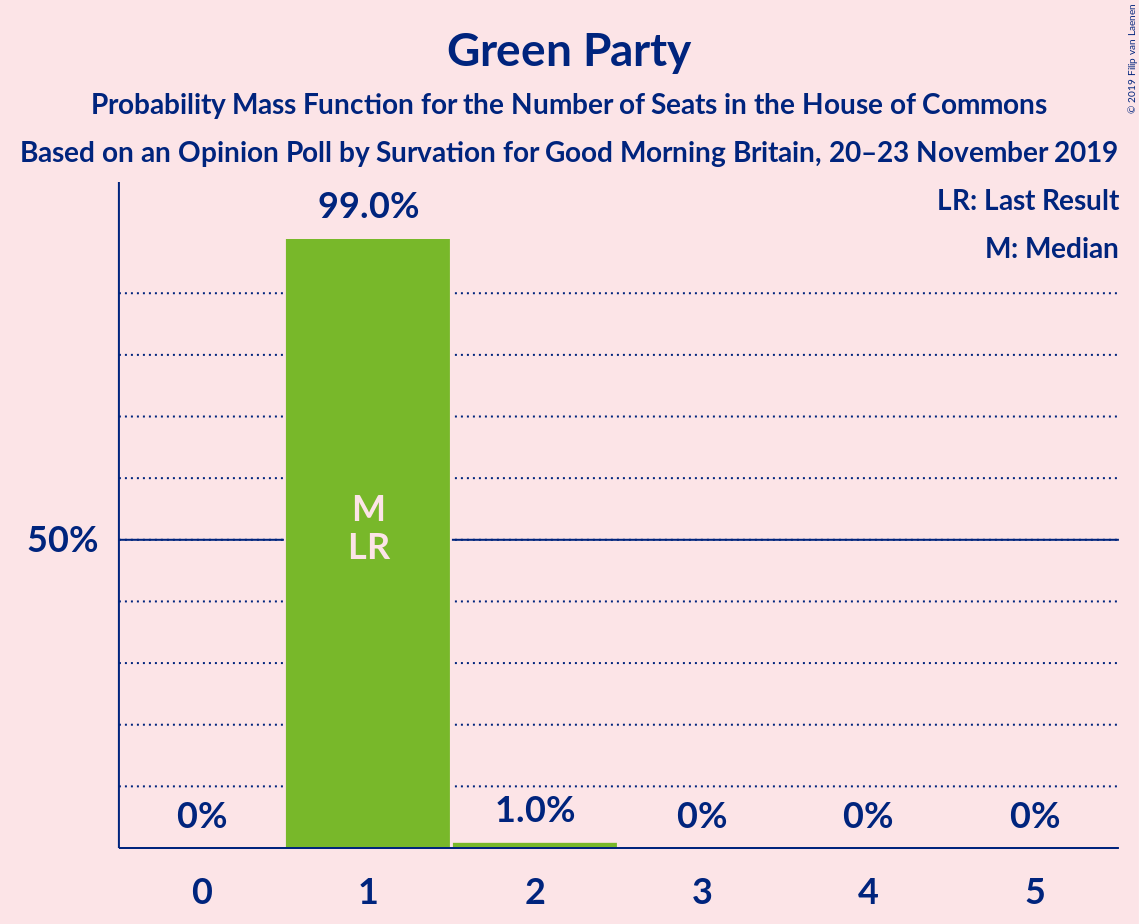 Green Party
Probability Mass Function for the Number of Seats in the House of Commons
Based on an Opinion Poll by Survation for Good Morning Britain, 20–23 November 2019
© 2019 Filip van Laenen
LR: Last Result
M: Median
99.0%
M
LR
50%
0%
1.0%
0%
0%
0%
0
1
2
3
4
5